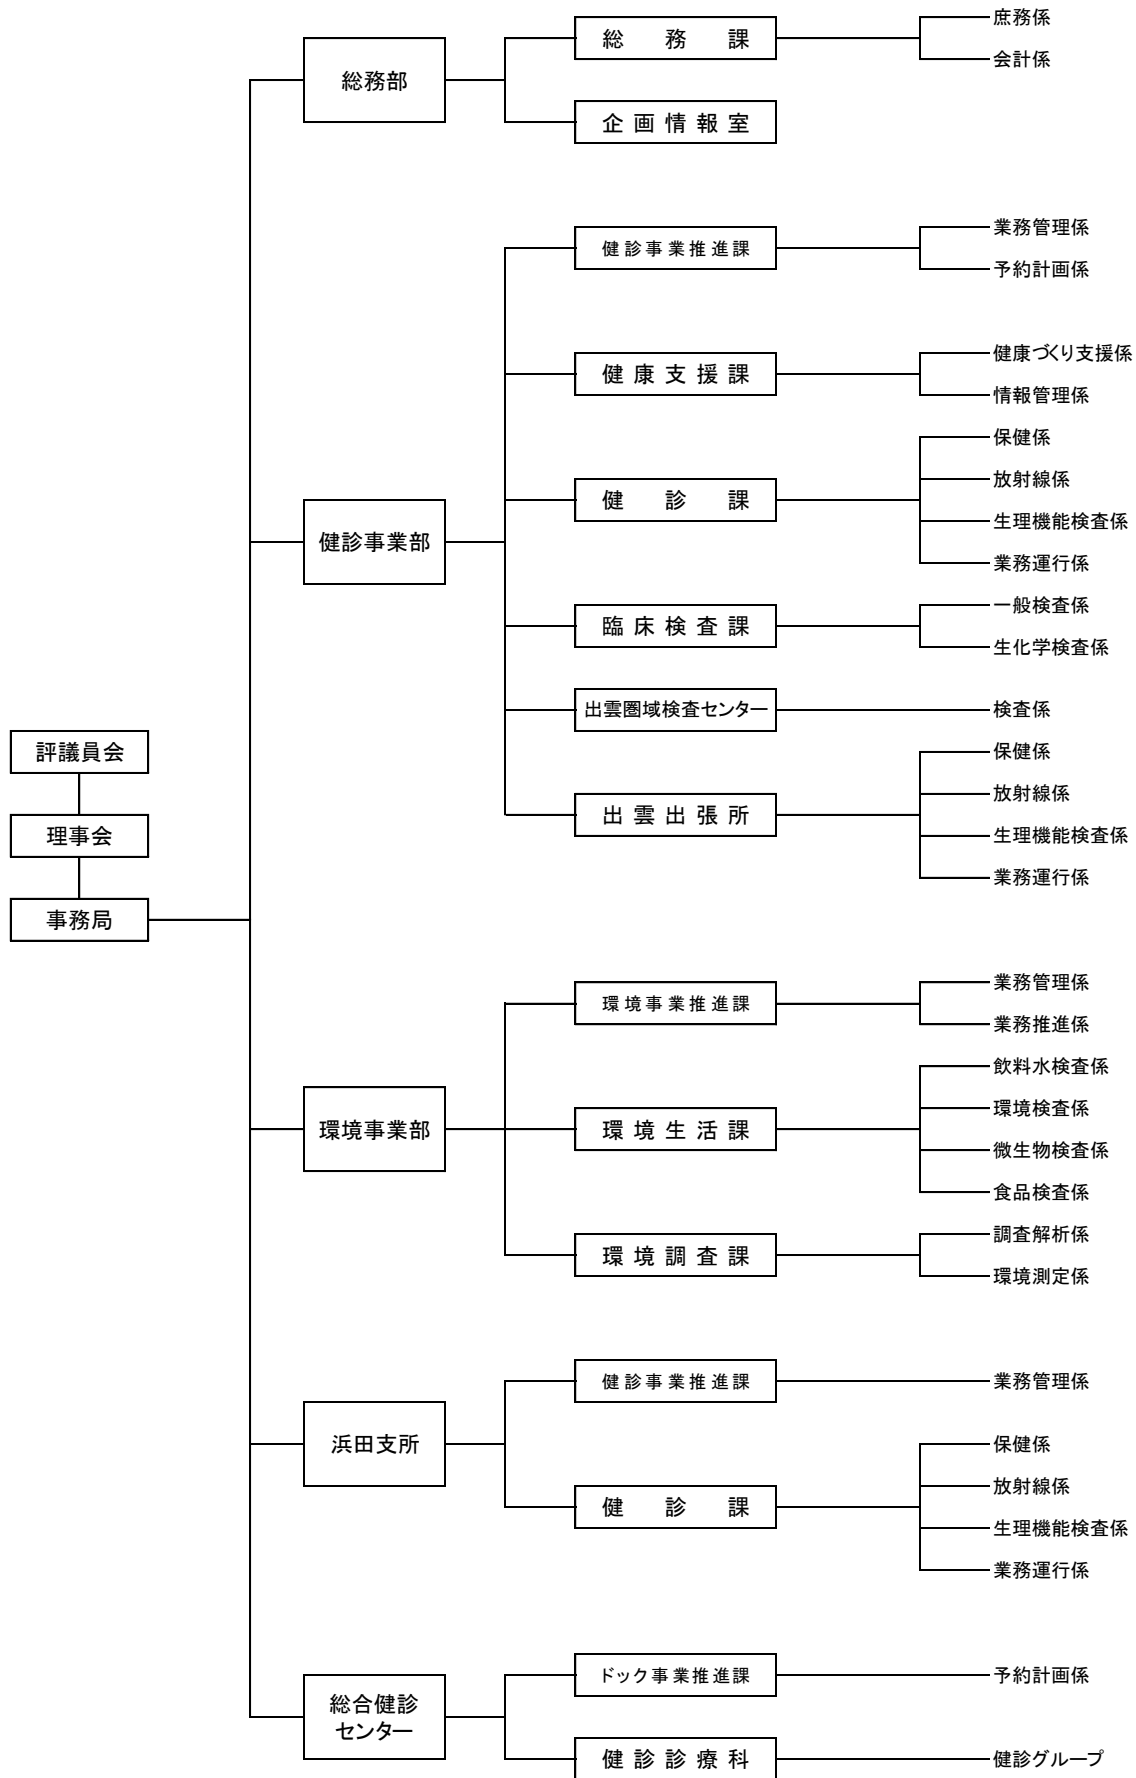 評議員会
理事会
事務局
総務部
総務課
庶務係
会計係
企画情報室
健診事業部
健診事業推進課
業務管理係
予約計画係
健康支援課
健康づくり支援係
情報管理係
健診課
保健係
放射線係
生理機能検査係
業務運行係
臨床検査課
一般検査係
生化学検査係
出雲圏域検査センター
検査係
出雲出張所
保健係
放射線係
生理機能検査係
業務運行係
環境事業部
環境事業推進課
業務管理係
業務推進係
環境生活課
飲料水検査係
環境検査係
微生物検査係
食品検査係
環境調査課
調査解析係
環境測定係
浜田支所
健診事業推進課
業務管理係
健診課
保健係
放射線係
生理機能検査係
業務運行係
総合健診
センター
ドック事業推進課
予約計画係
健診診療科
健診グループ